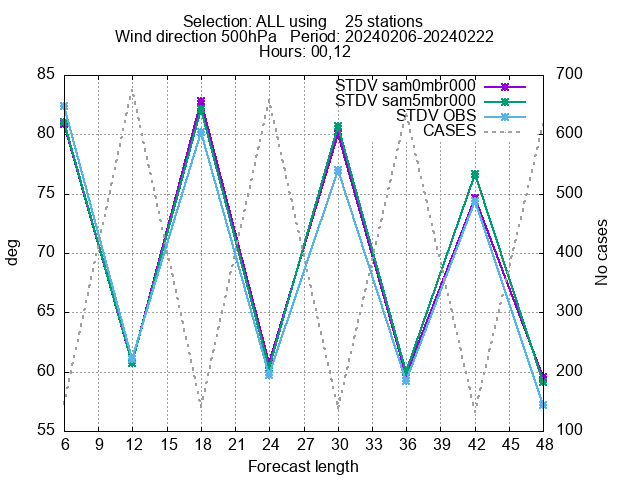 Selection: ALL using    25 stations
Wind direction 500hPa   Period: 20240206-20240222
Hours: 00,12
STDV sam0mbr000
STDV sam5mbr000
STDV OBS
CASES
85
80
75
70
65
60
55
700
600
500
400
300
200
100
deg
No cases
6 9 12 15 18 21 24 27 30 33 36 39 42 45 48
Forecast length